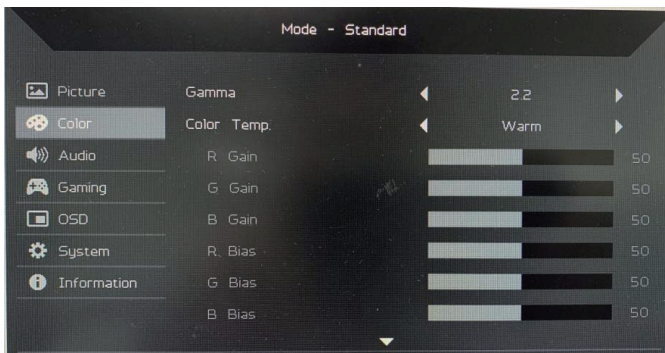 Mode - Standard
Picture
Gamma 2.2
Color
Color Temp. Warm
Audio
R Gain 50
Gaming
G Gain 50
OSD
B Gain 50
System
R. Bias 50
Information
G Bias 50
B Bias 50